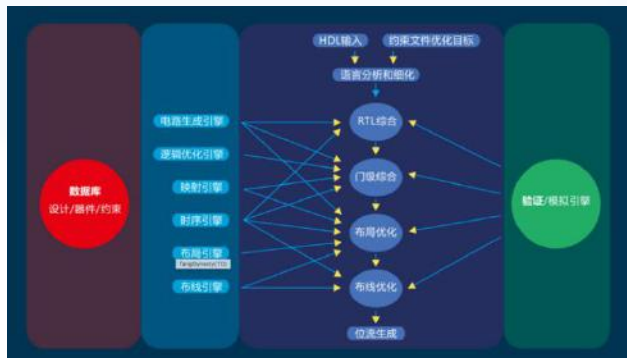 HDL输入
约束文件优化目标
语言分析和细化
电路生成引擎
RTL综合
逻辑优化引擎
门级综合
映射引擎
数据库
设计/器件/约束
时序引擎
验证/模拟引擎
布局优化
布局引擎
布线引擎
布线优化
位流生成